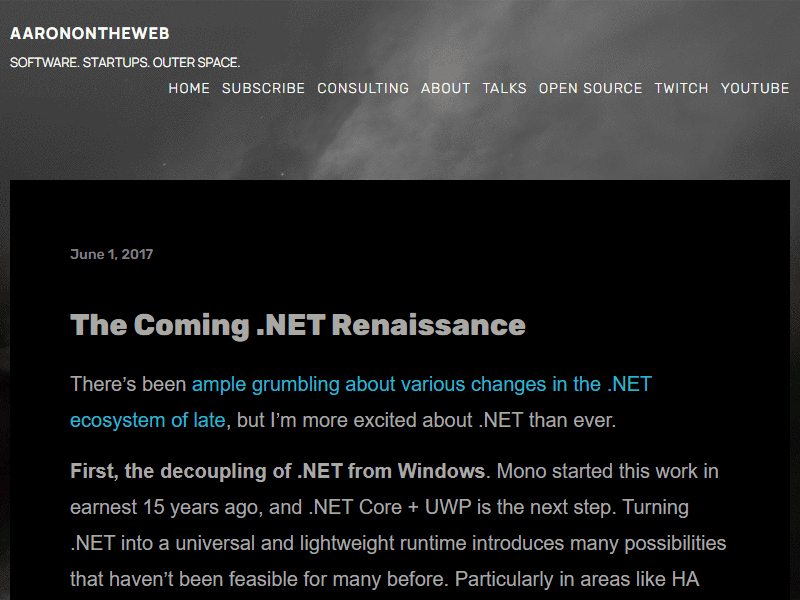 AARONONTHEWEB
SOFTWARE. STARTUPS. OUTER SPACE.
HOME SUBSCRIBE CONSULTING ABOUT TALKS OPEN SOURCE TWITCH YOUTUBE
June 1, 2017
The Coming .NET Renaissance
There’s been ample grumbling about various changes in the .NET
ecosystem of late, but I’m more excited about .NET than ever.
First, the decoupling of .NET from Windows. Mono started this work in
earnest 15 years ago, and .NET Core + UWP is the next step. Turning
.NET into a universal and lightweight runtime introduces many possibilities
that haven’t been feasible for many before. Particularly in areas like HA